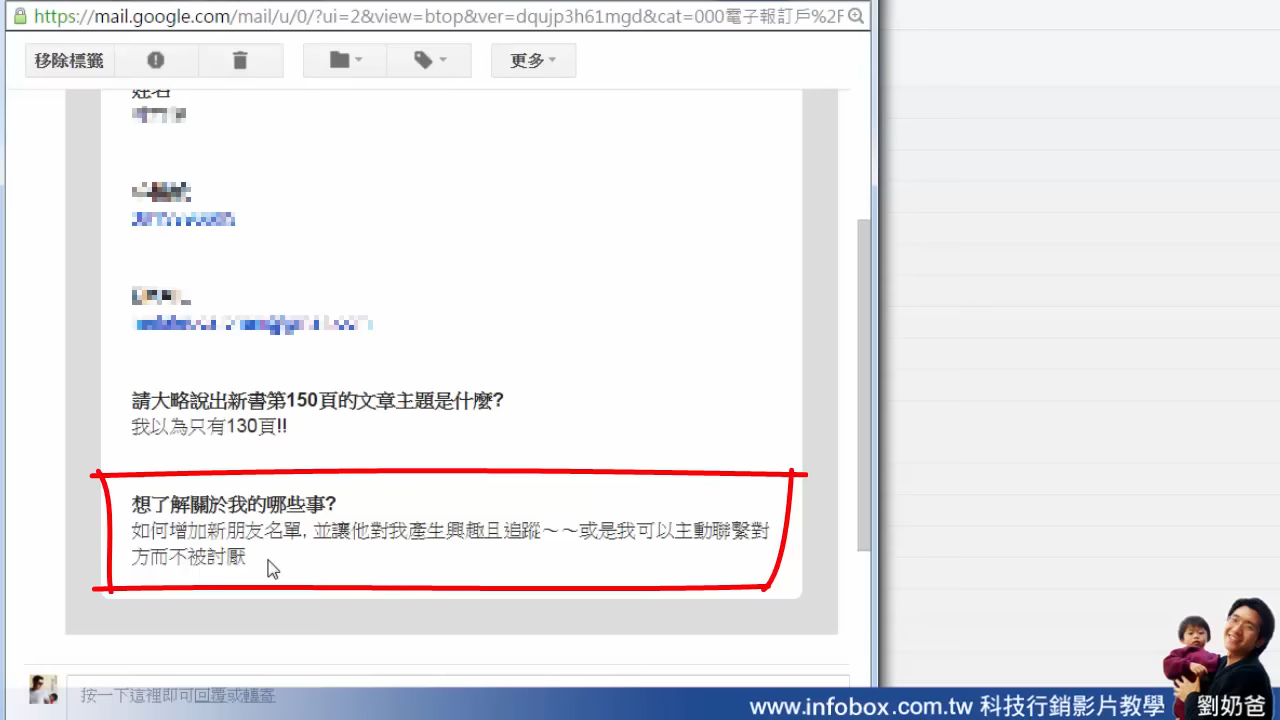 https://mail.google.com/mail/u/0/?ui=2&view=btop&ver=dqujp3h61mgd&cat=000電子報訂戶%2F
移除標籤
更多
姓名
請大略說出新書第150頁的文章主題是什麼?
我以為只有130頁!!
想了解關於我的哪些事?
如何增加新朋友名單, 並讓他對我產生興趣且追蹤～～或是我可以主動聯繫對
方而不被討厭
按一下這裡即可回覆或轉寄
www.infobox.com.tw 科技行銷影片教學
劉奶爸